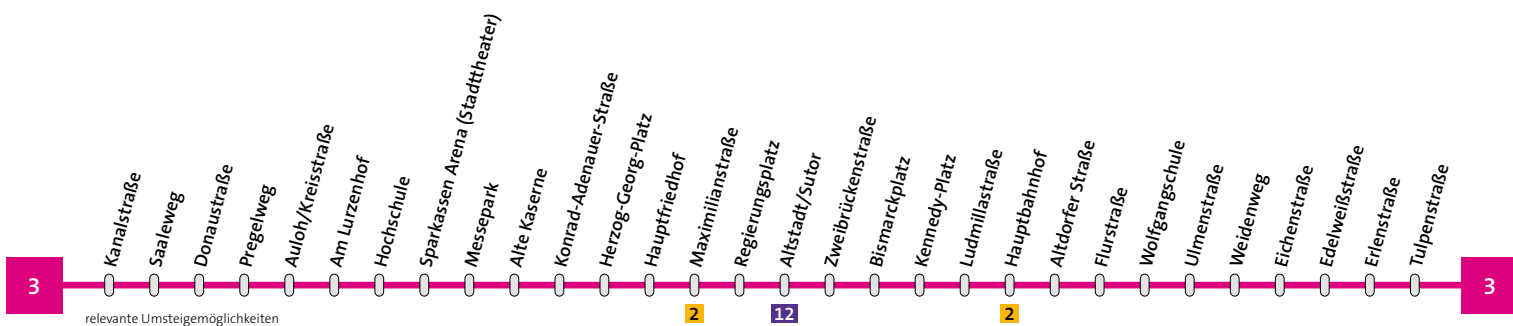 Kanalstraße
Saaleweg
Donaustraße
Pregelweg
Auloh/Kreisstraße
Am Lurzenhof
Hochschule
Sparkassen Arena (Stadttheater)
Messepark
Alte Kaserne
Konrad-Adenauer-Straße
Herzog-Georg-Platz
Hauptfriedhof
Maximilianstraße
Regierungsplatz
Altstadt/Sutor
Zweibrückenstraße
Bismarckplatz
Kennedy-Platz
Ludmillastraße
Hauptbahnhof
Altdorfer Straße
Flurstraße
Wolfgangschule
Ulmenstraße
Weidenweg
Eichenstraße
Edelweißstraße
Erlenstraße
Tulpenstraße
3
3
relevante Umsteigemöglichkeiten
2
12
2